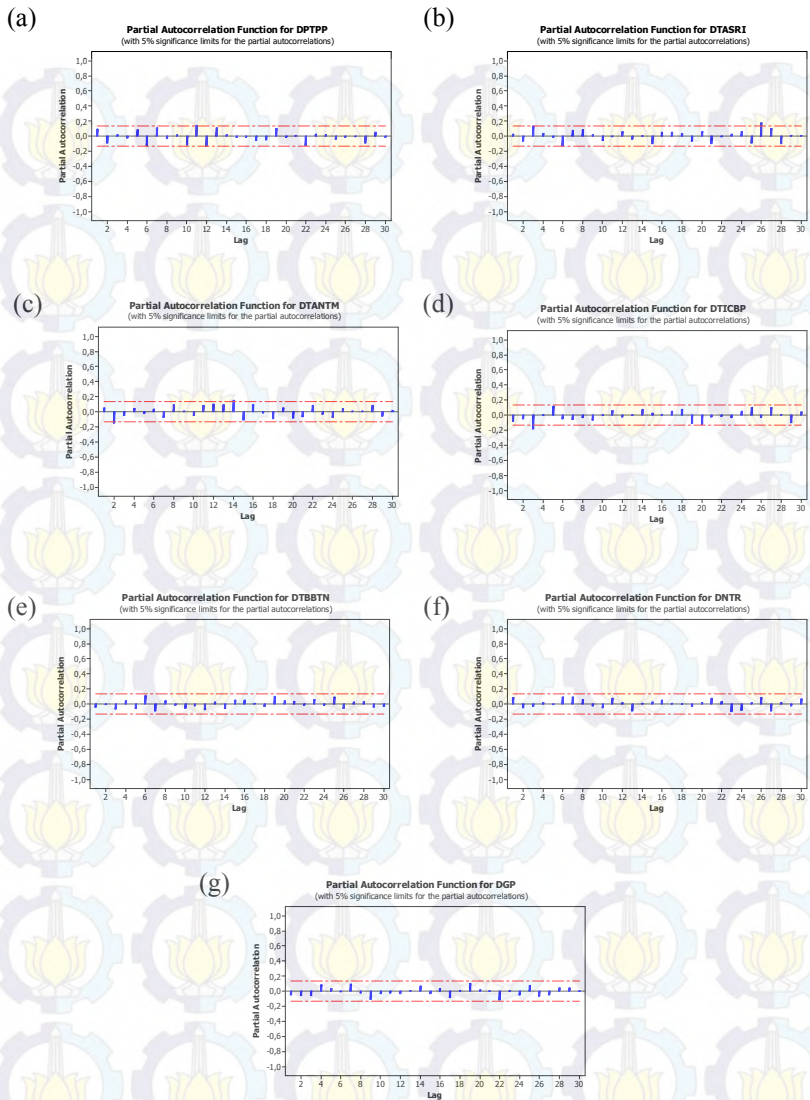 (a)
Partial Autocorrelation Function for DPTPP
(with 5% significance limits for the partial autocorrelations)
1,0
0,8
0,6
0,4
0,2
0,0
-0,2
-0,4
-0,6
-0,8
-1,0
Partial Autocorrelation
2 4 6 8 10 12 14 16 18 20 22 24 26 28 30
Lag
(b)
Partial Autocorrelation Function for DTASRI
(with 5% significance limits for the partial autocorrelations)
1,0
0,8
0,6
0,4
0,2
0,0
-0,2
-0,4
-0,6
-0,8
-1,0
Partial Autocorrelation
2 4 6 8 10 12 14 16 18 20 22 24 26 28 30
Lag
(c)
Partial Autocorrelation Function for DTANTM
(with 5% significance limits for the partial autocorrelations)
1,0
0,8
0,6
0,4
0,2
0,0
-0,2
-0,4
-0,6
-0,8
-1,0
Partial Autocorrelation
2 4 6 8 10 12 14 16 18 20 22 24 26 28 30
Lag
(d)
Partial Autocorrelation Function for DTICBP
(with 5% significance limits for the partial autocorrelations)
1,0
0,8
0,6
0,4
0,2
0,0
-0,2
-0,4
-0,6
-0,8
-1,0
Partial Autocorrelation
2 4 6 8 10 12 14 16 18 20 22 24 26 28 30
Lag
(e)
Partial Autocorrelation Function for DTBBTN
(with 5% significance limits for the partial autocorrelations)
1,0
0,8
0,6
0,4
0,2
0,0
-0,2
-0,4
-0,6
-0,8
-1,0
Partial Autocorrelation
2 4 6 8 10 12 14 16 18 20 22 24 26 28 30
Lag
(f)
Partial Autocorrelation Function for DNTR
(with 5% significance limits for the partial autocorrelations)
1,0
0,8
0,6
0,4
0,2
0,0
-0,2
-0,4
-0,6
-0,8
-1,0
Partial Autocorrelation
2 4 6 8 10 12 14 16 18 20 22 24 26 28 30
Lag
(g)
Partial Autocorrelation Function for DGP
(with 5% significance limits for the partial autocorrelations)
1,0
0,8
0,6
0,4
0,2
0,0
-0,2
-0,4
-0,6
-0,8
-1,0
Partial Autocorrelation
2 4 6 8 10 12 14 16 18 20 22 24 26 28 30
Lag